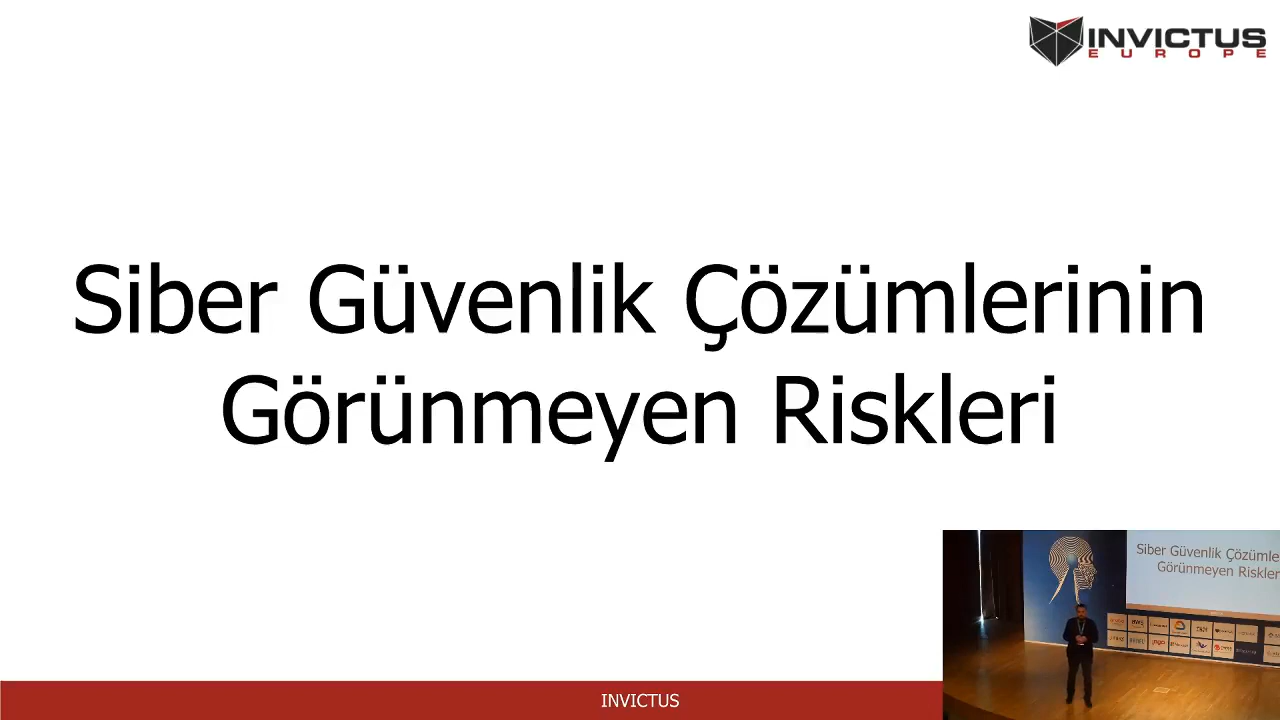 INVICTUS
EUROPE
Siber Güvenlik Çözümlerinin
Görünmeyen Riskleri
Siber Güvenlik Çözümle
Görünmeyen Riskler
INVICTUS